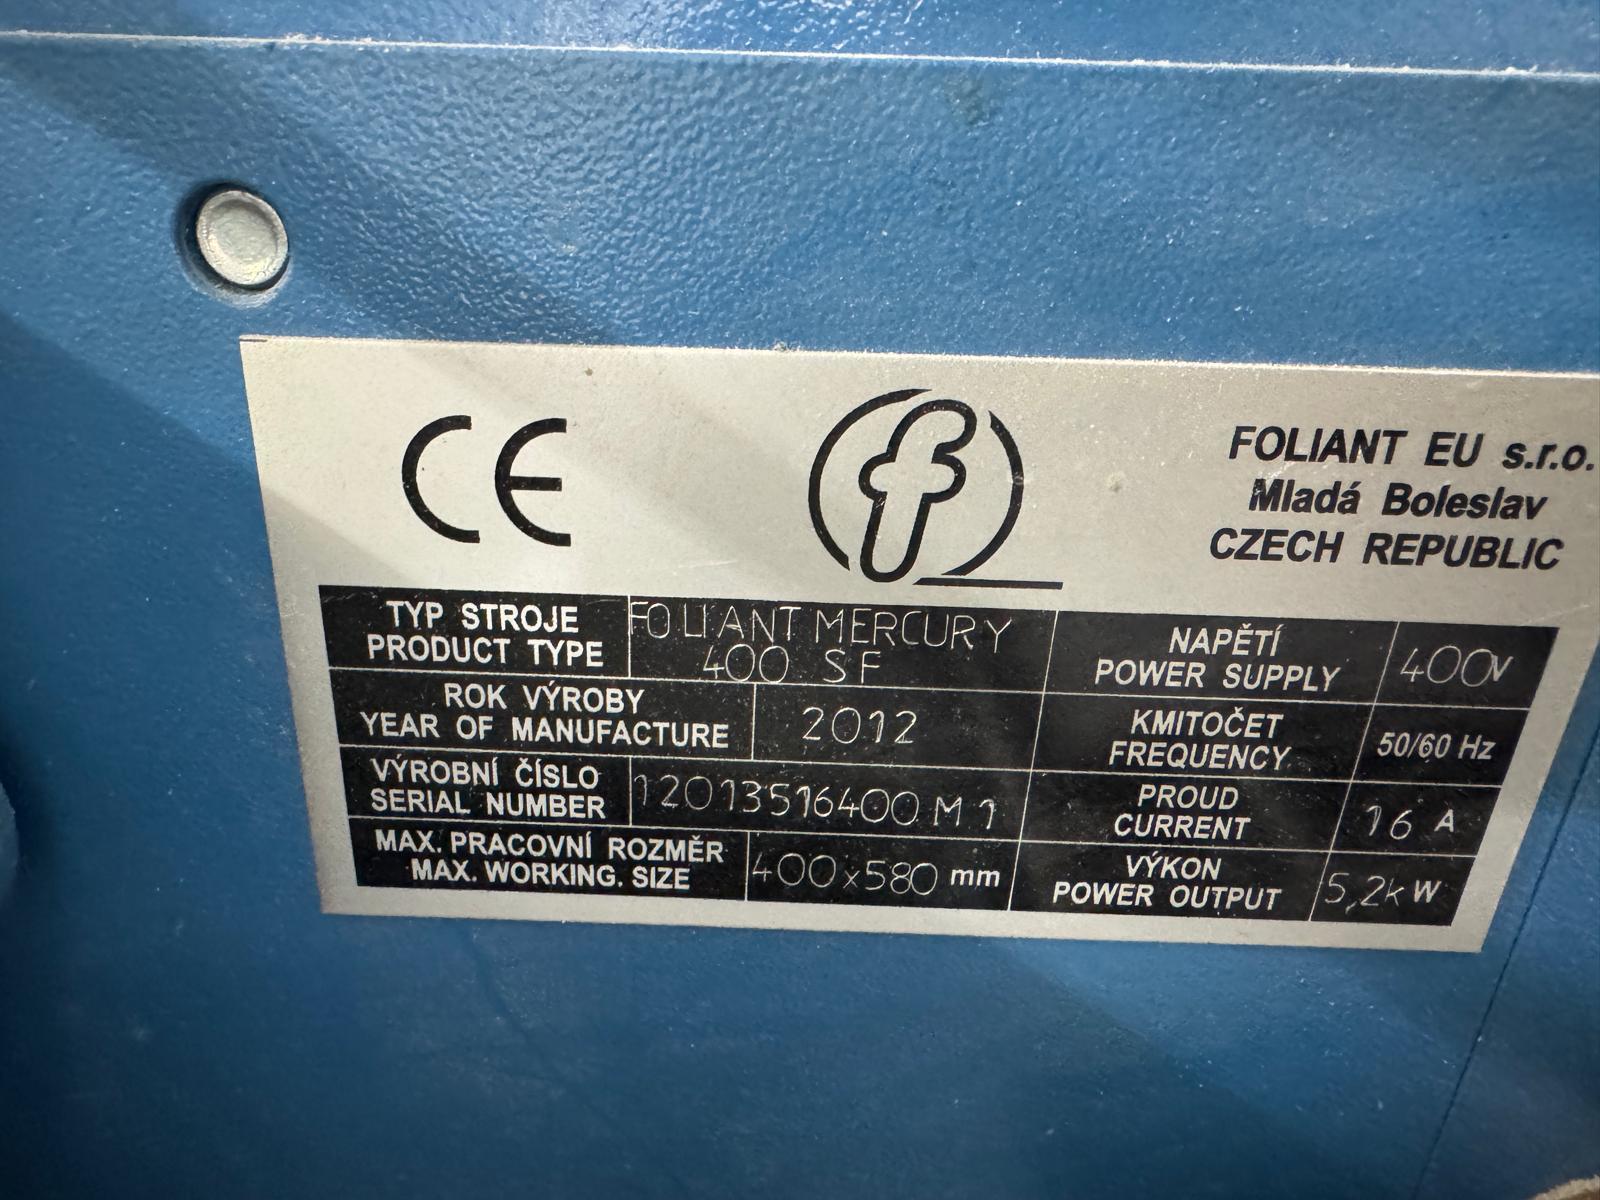 CE
f
FOLIANT EU s.r.o.
Mladá Boleslav
CZECH REPUBLIC
TYP STROJE
PRODUCT TYPE
FOLIANT MERCURY
400 SF
ROK VÝROBY
YEAR OF MANUFACTURE
2012
VÝROBNÍ ČÍSLO
SERIAL NUMBER
12013516400 M 1
MAX. PRACOVNÍ ROZMĚR
MAX. WORKING. SIZE
400x580 mm
NAPĚTÍ
POWER SUPPLY
400V
KMITOČET
FREQUENCY
50/60 Hz
PROUD
CURRENT
16 A
VÝKON
POWER OUTPUT
5,2kW